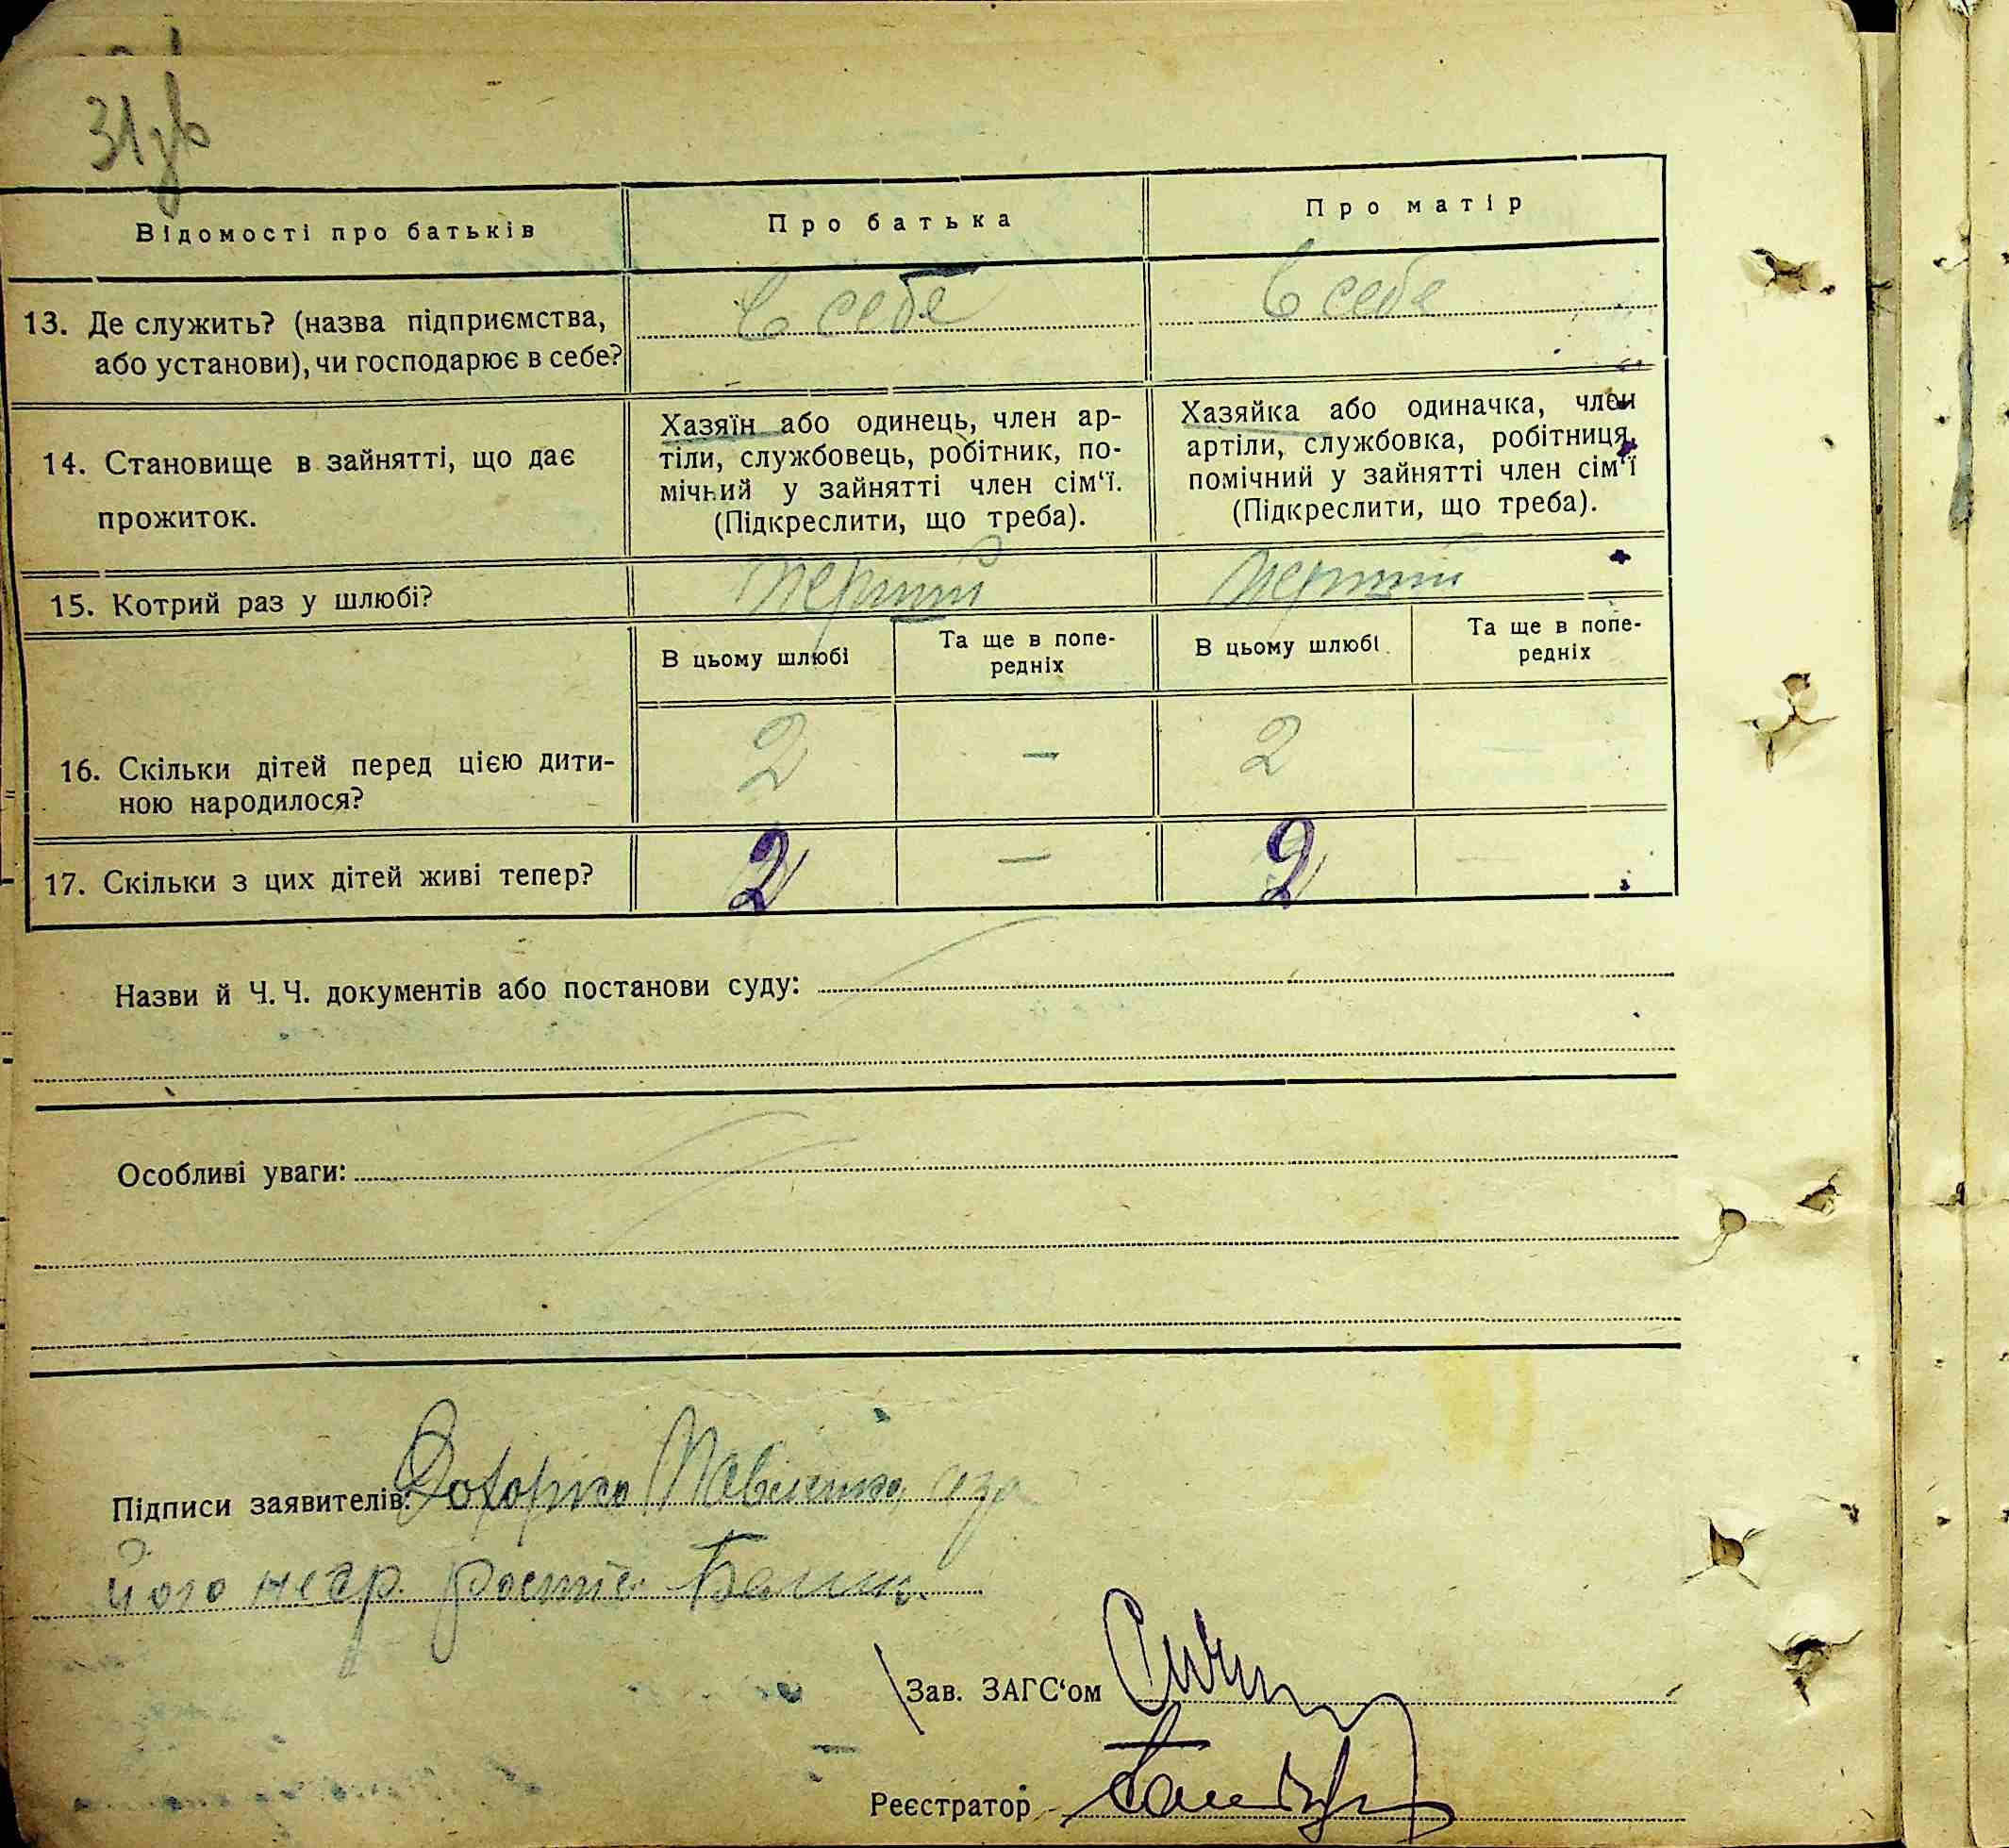 31 зв
Відомості про батьків
Про батька
Про матір
13. Де служить? (назва підприємства,
або установи), чи господарює в себе?
в себе
в себе
14. Становище в зайнятті, що дає
прожиток.
Хазяїн або одинець, член ар-
тіли, службовець, робітник, по-
мічний у зайнятті член сім‘ї.
(Підкреслити, що треба).
Хазяйка або одиначка, член
артіли, службовка, робітниця,
помічний у зайнятті член сім‘ї
(Підкреслити, що треба).
15. Котрий раз у шлюбі?
перший
перший
В цьому шлюбі
Та ще в попе-
редніх
В цьому шлюбі
Та ще в попе-
редніх
16. Скільки дітей перед цією дити-
ною народилося?
2
—
2
17. Скільки з цих дітей живі тепер?
2
—
2
Назви й Ч. Ч. документів або постанови суду:
Особливі уваги:
Підписи заявителів:
його негр.
Зав. ЗАГС‘ом
Реєстратор